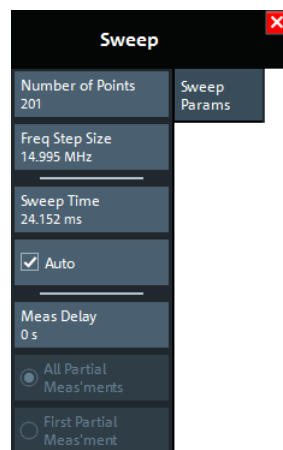 Sweep
Number of Points
201
Freq Step Size
14.995 MHz
Sweep Time
24.152 ms
Auto
Meas Delay
0 s
All Partial
Meas'ments
First Partial
Meas'ment
Sweep
Params